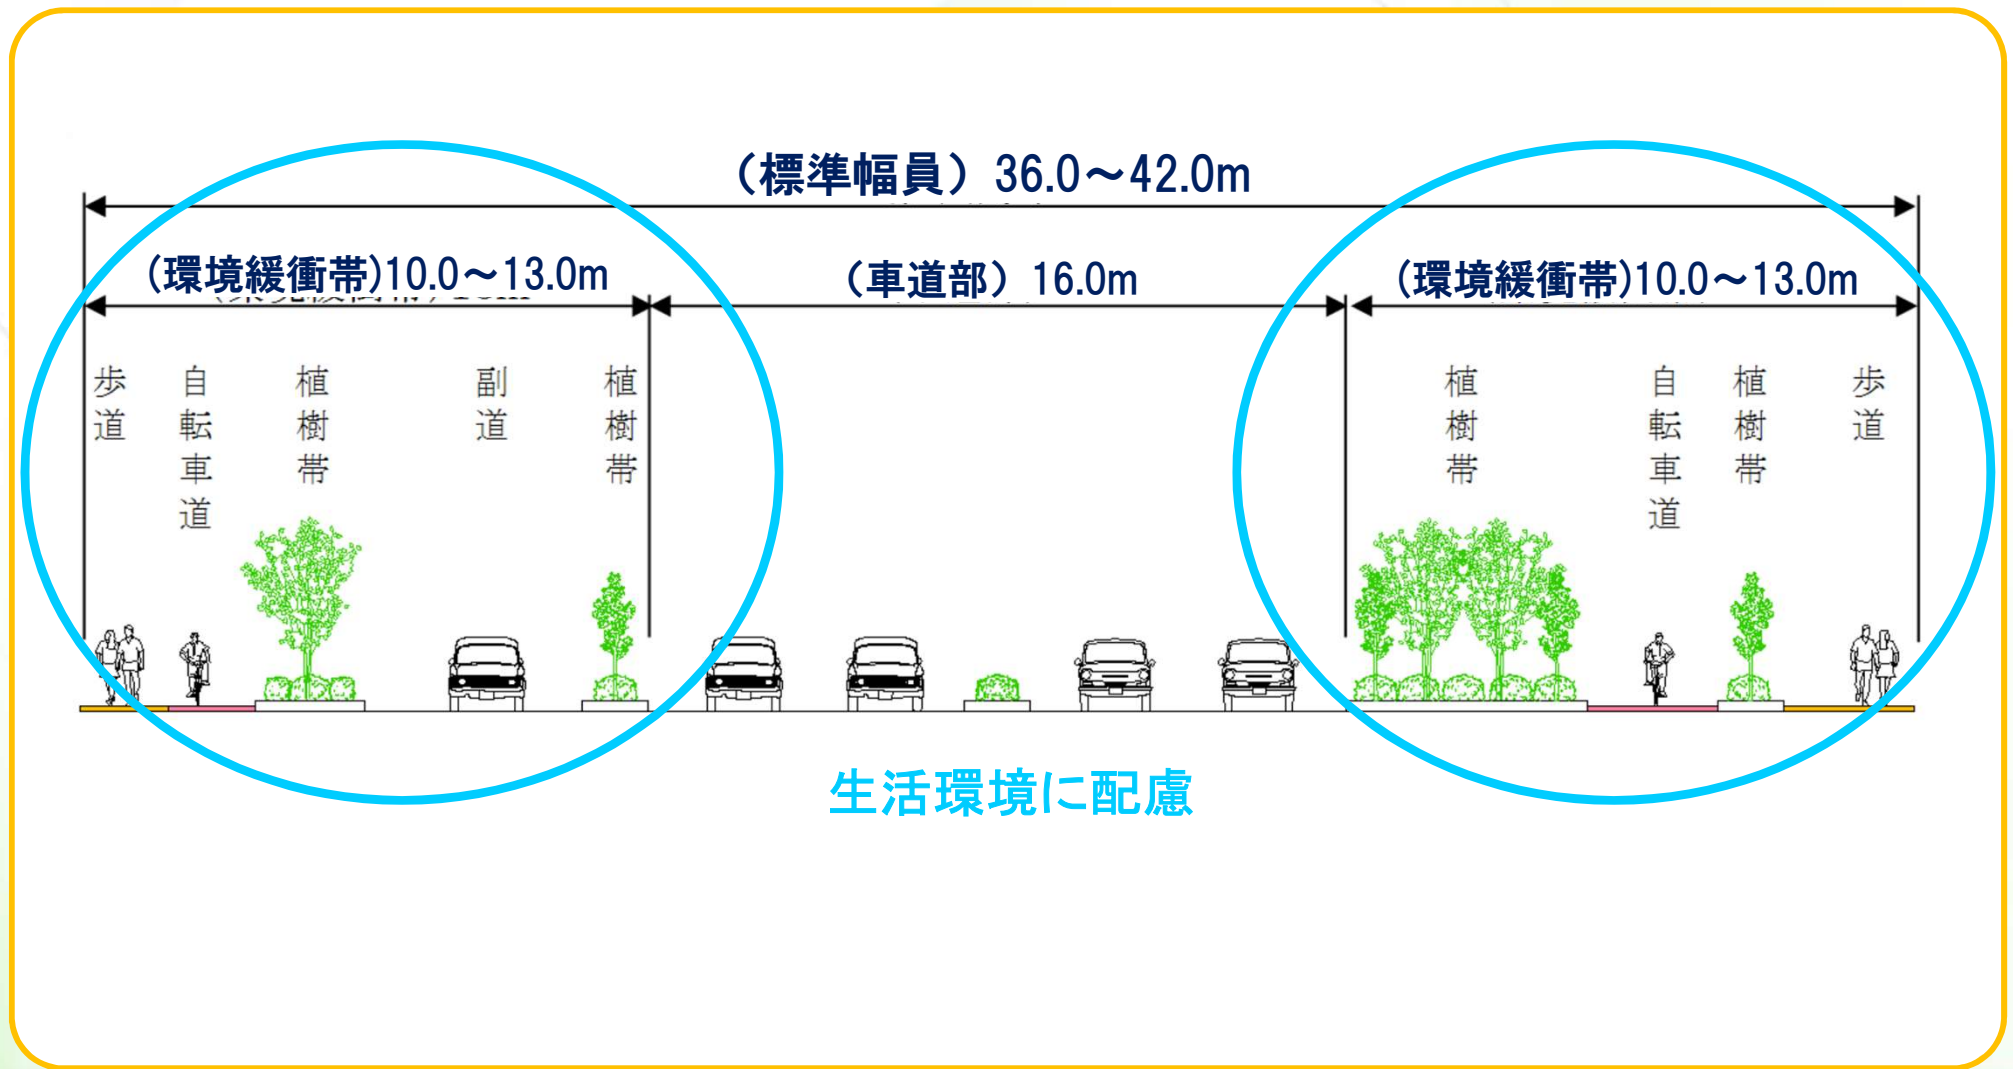 （標準幅員）36.0～42.0m
(環境緩衝帯)10.0～13.0m
（車道部）16.0m
(環境緩衝帯)10.0～13.0m
歩道
自転車道
植樹帯
副道
植樹帯
植樹帯
自転車道
植樹帯
歩道
生活環境に配慮